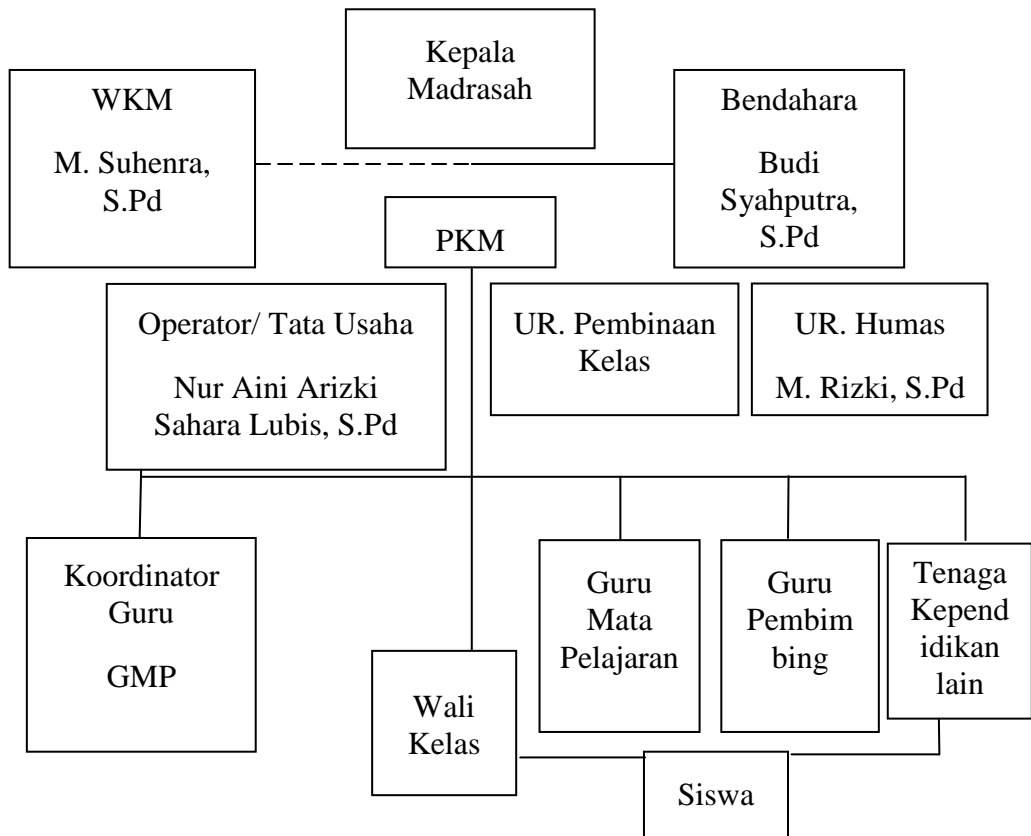 Kepala
Madrasah
WKM
M. Suhenra,
S.Pd
Bendahara
Budi
Syahputra,
S.Pd
PKM
Operator/ Tata Usaha
Nur Aini Arizki
Sahara Lubis, S.Pd
UR. Pembinaan
Kelas
UR. Humas
M. Rizki, S.Pd
Koordinator
Guru
GMP
Wali
Kelas
Guru
Mata
Pelajaran
Guru
Pembim
bing
Tenaga
Kepend
idikan
lain
Siswa